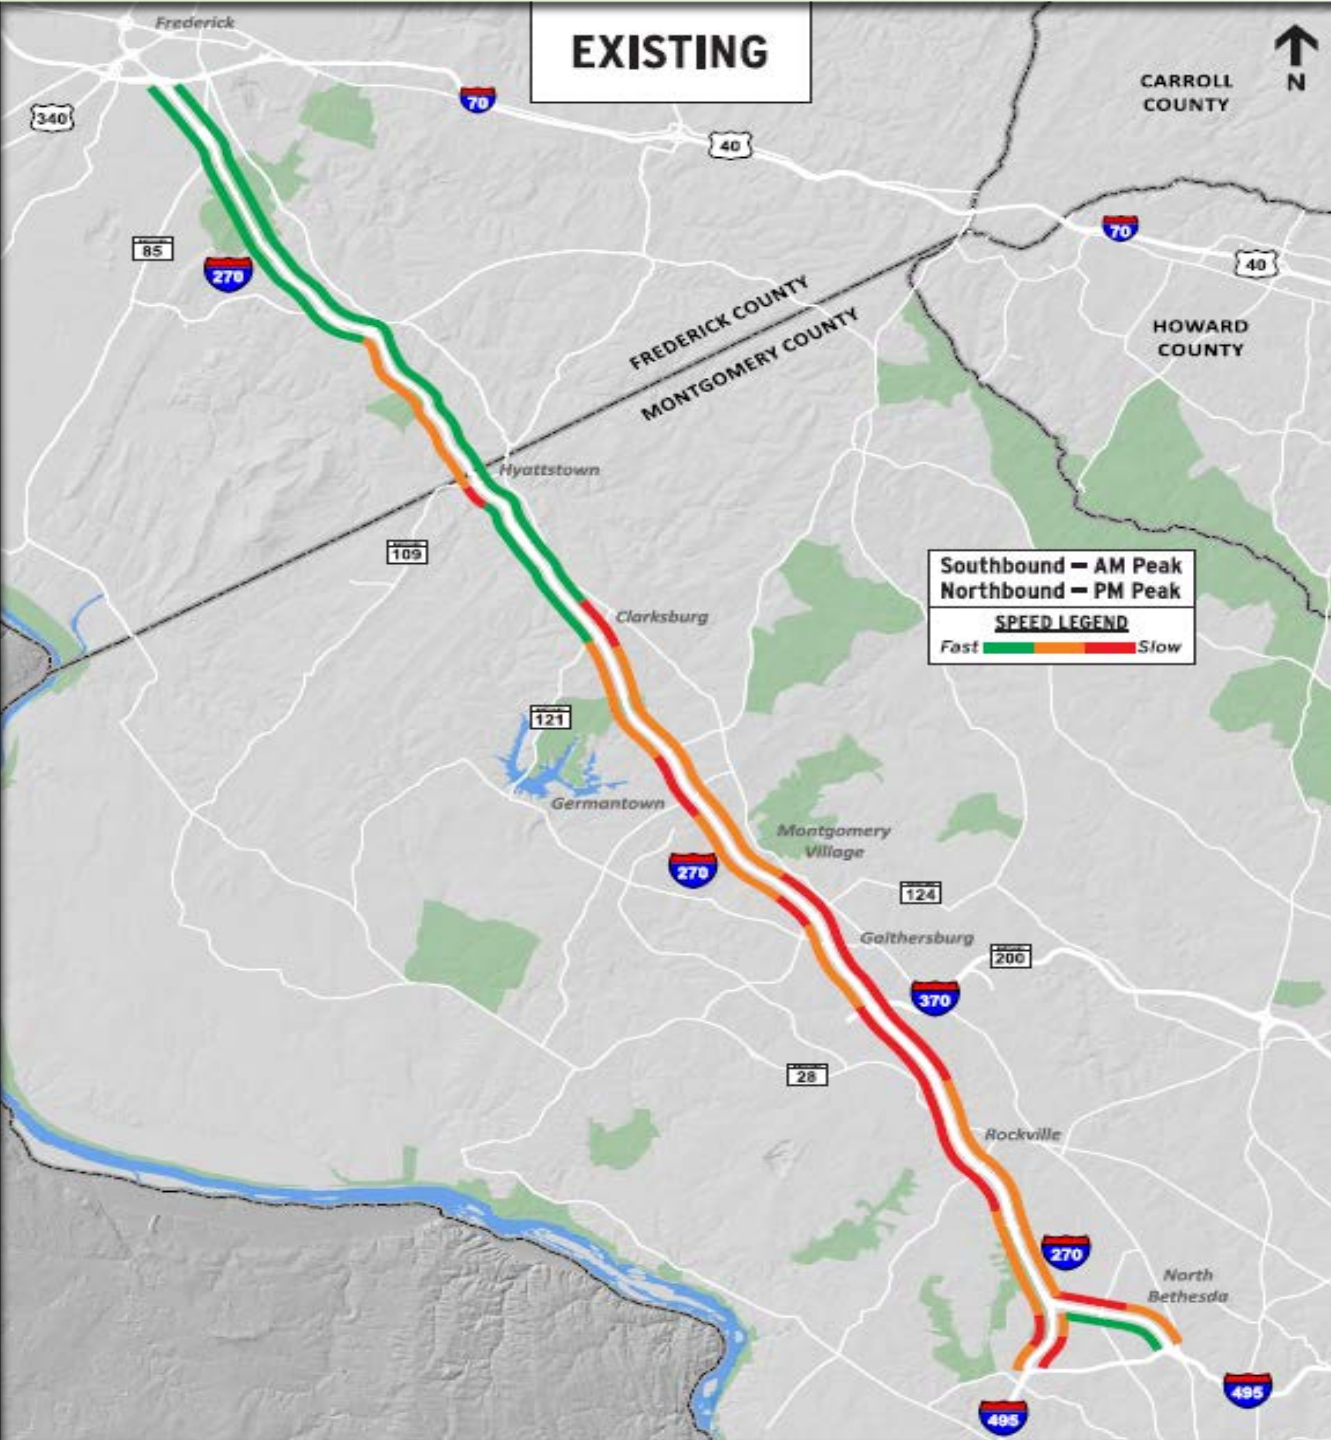 EXISTING
Frederick
N
CARROLL
COUNTY
70
340
40
85
270
70
40
FREDERICK COUNTY
MONTGOMERY COUNTY
HOWARD
COUNTY
Hyattstown
109
Southbound — AM Peak
Northbound — PM Peak
SPEED LEGEND
Fast Slow
Clarksburg
121
Germantown
Montgomery
Village
270
124
Gaithersburg
200
370
28
Rockville
270
North
Bethesda
495
495